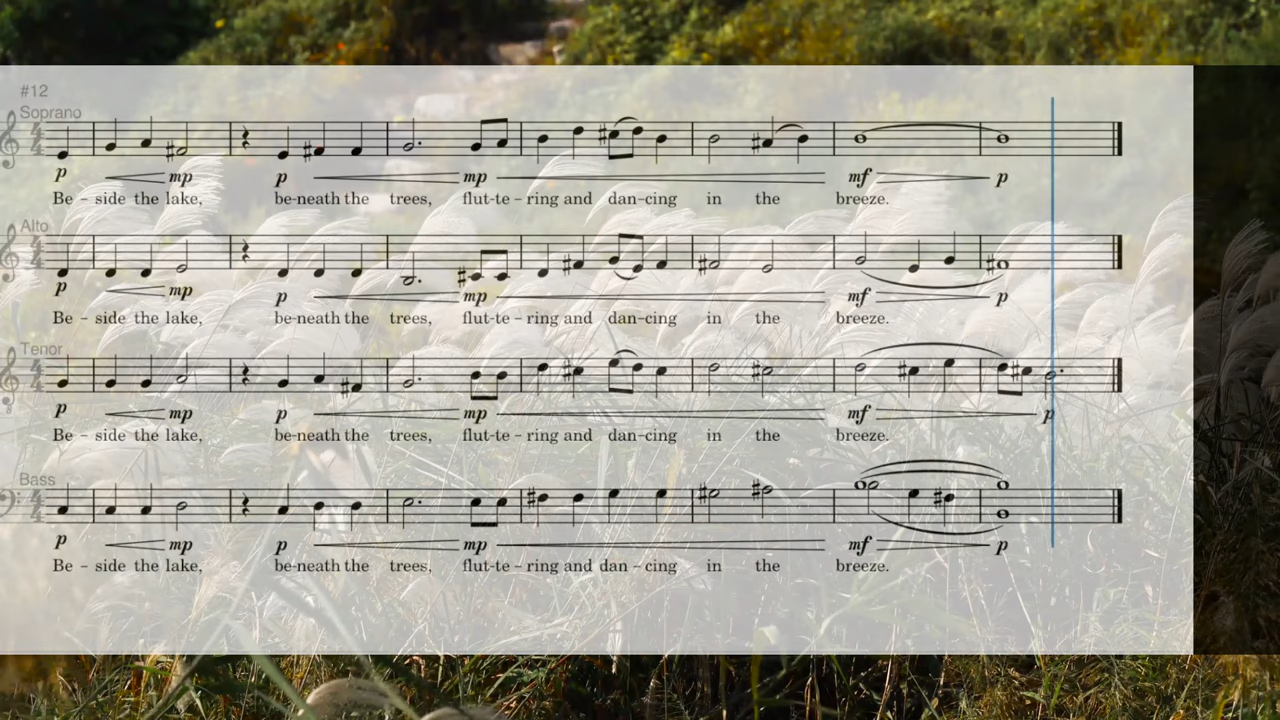 #12
Soprano
p mp p mp mf p
Be - side the lake, be-neath the trees, flut-te - ring and dan-cing in the breeze.
Alto
p mp p mp mf p
Be - side the lake, be-neath the trees, flut-te - ring and dan-cing in the breeze.
Tenor
p mp p mp mf p
Be - side the lake, be-neath the trees, flut-te - ring and dan-cing in the breeze.
Bass
p mp p mp mf p
Be - side the lake, be-neath the trees, flut-te - ring and dan - cing in the breeze.